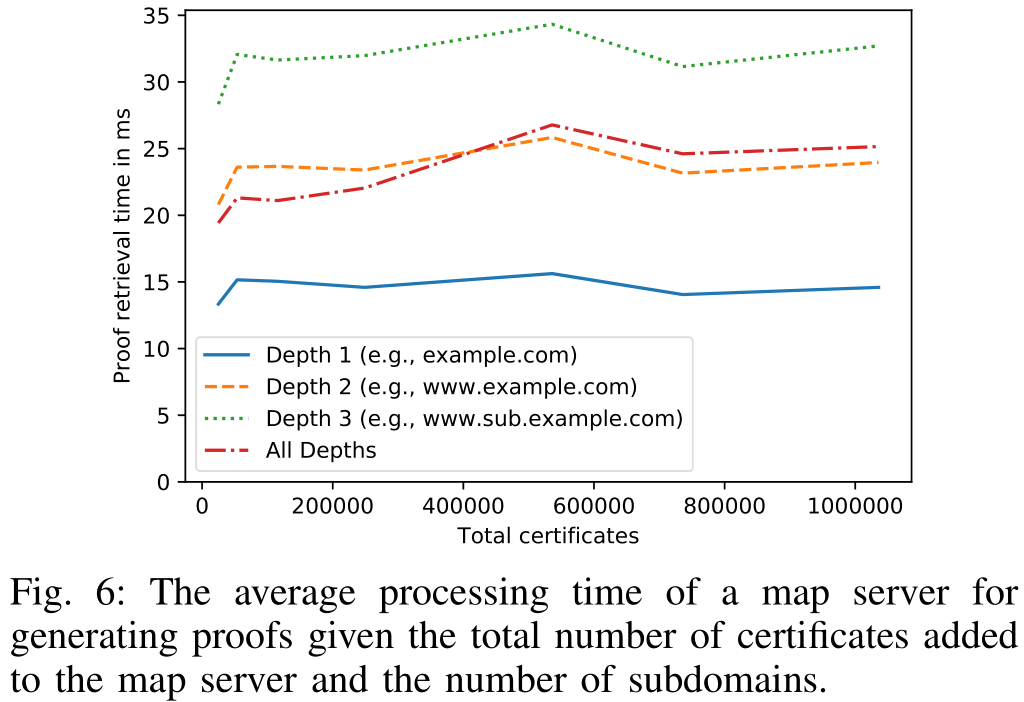 35
30
25
20
15
10
5
0
Proof retrieval time in ms
Depth 1 (e.g., example.com)
Depth 2 (e.g., www.example.com)
Depth 3 (e.g., www.sub.example.com)
All Depths
0 200000 400000 600000 800000 1000000
Total certificates
Fig. 6: The average processing time of a map server for
generating proofs given the total number of certificates added
to the map server and the number of subdomains.